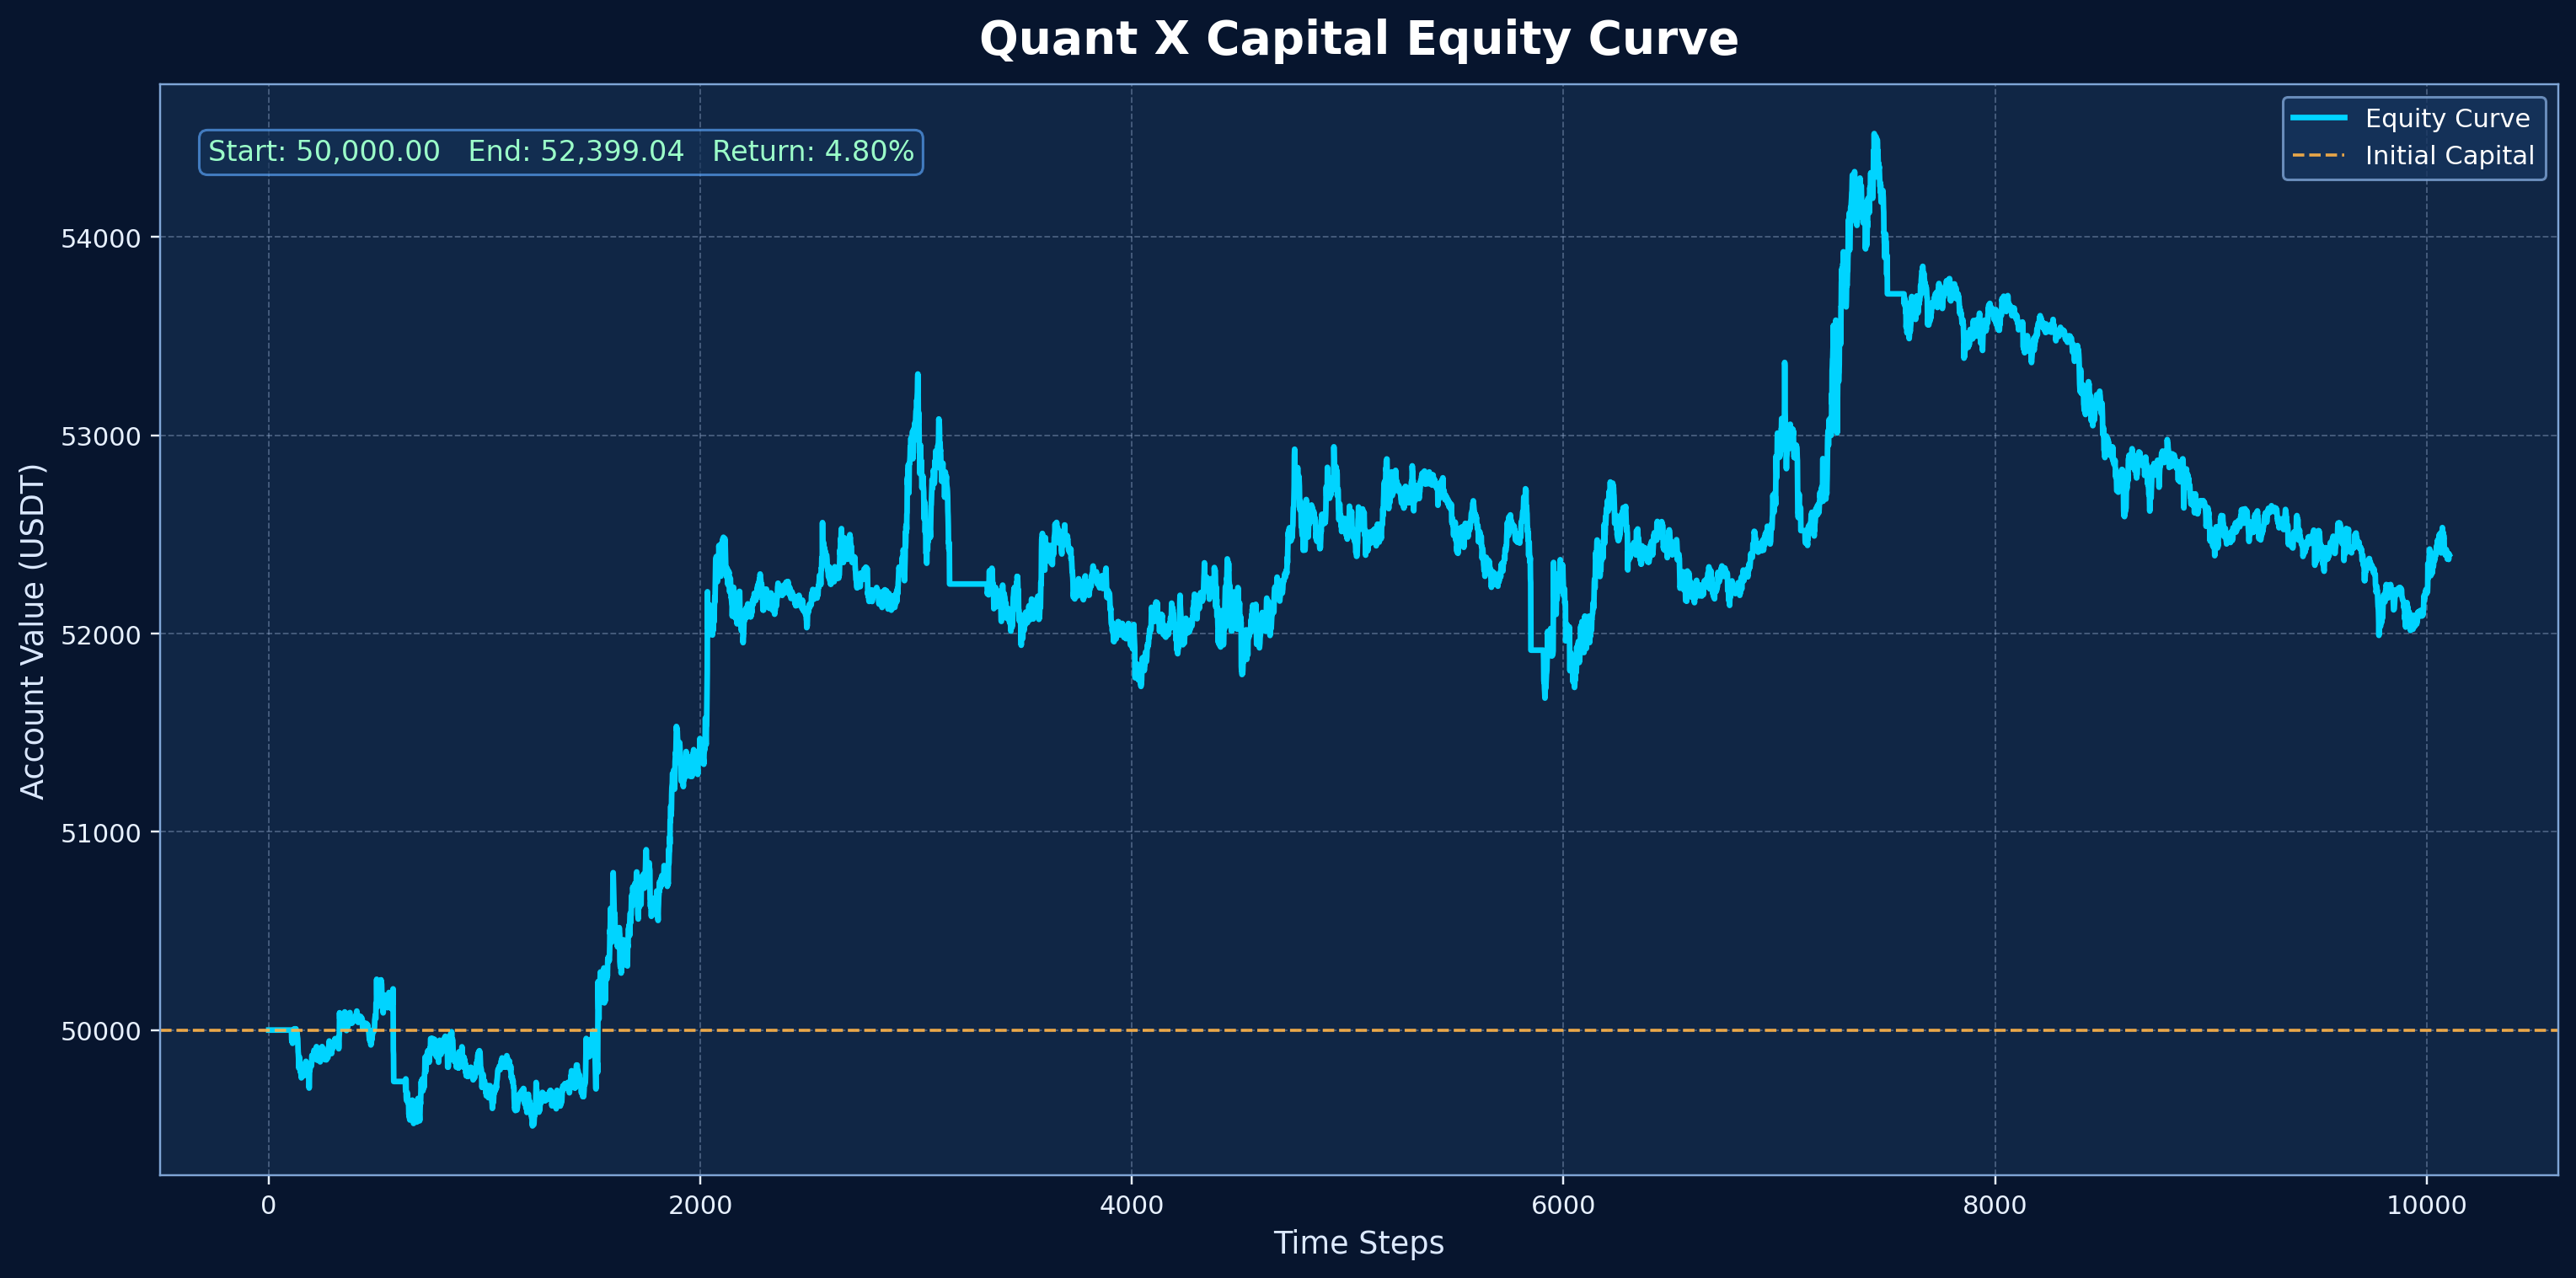 Quant X Capital Equity Curve
Start: 50,000.00   End: 52,399.04   Return: 4.80%
Equity Curve
Initial Capital
Account Value (USDT)
54000
53000
52000
51000
50000
0
2000
4000
6000
8000
10000
Time Steps